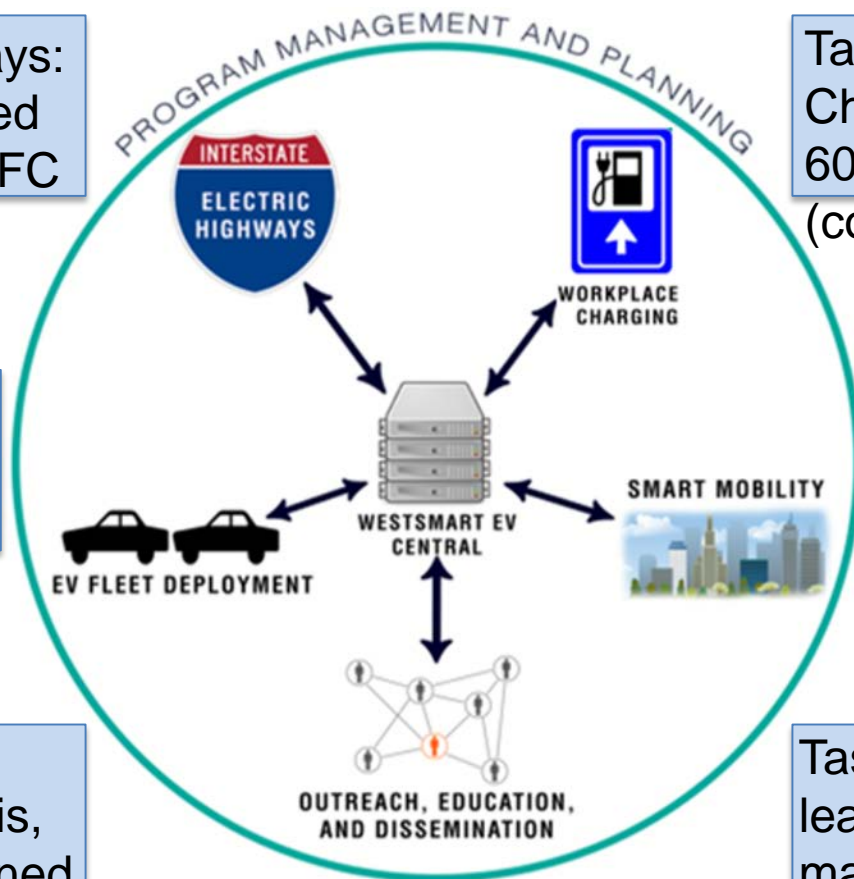 ays:
ed
FC
PROGRAM MANAGEMENT AND PLANNING
Ta
Ch
60
(co
INTERSTATE
ELECTRIC
HIGHWAYS
WORKPLACE
CHARGING
WESTSMART EV
CENTRAL
SMART MOBILITY
EV FLEET DEPLOYMENT
OUTREACH, EDUCATION,
AND DISSEMINATION
is,
ned
Tas
lea
ma